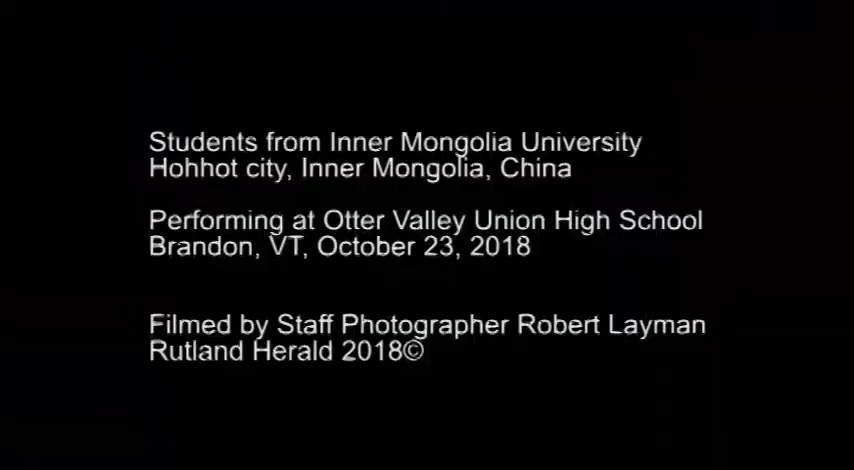 Students from Inner Mongolia University
Hohhot city, Inner Mongolia, China
Performing at Otter Valley Union High School
Brandon, VT, October 23, 2018
Filmed by Staff Photographer Robert Layman
Rutland Herald 2018©